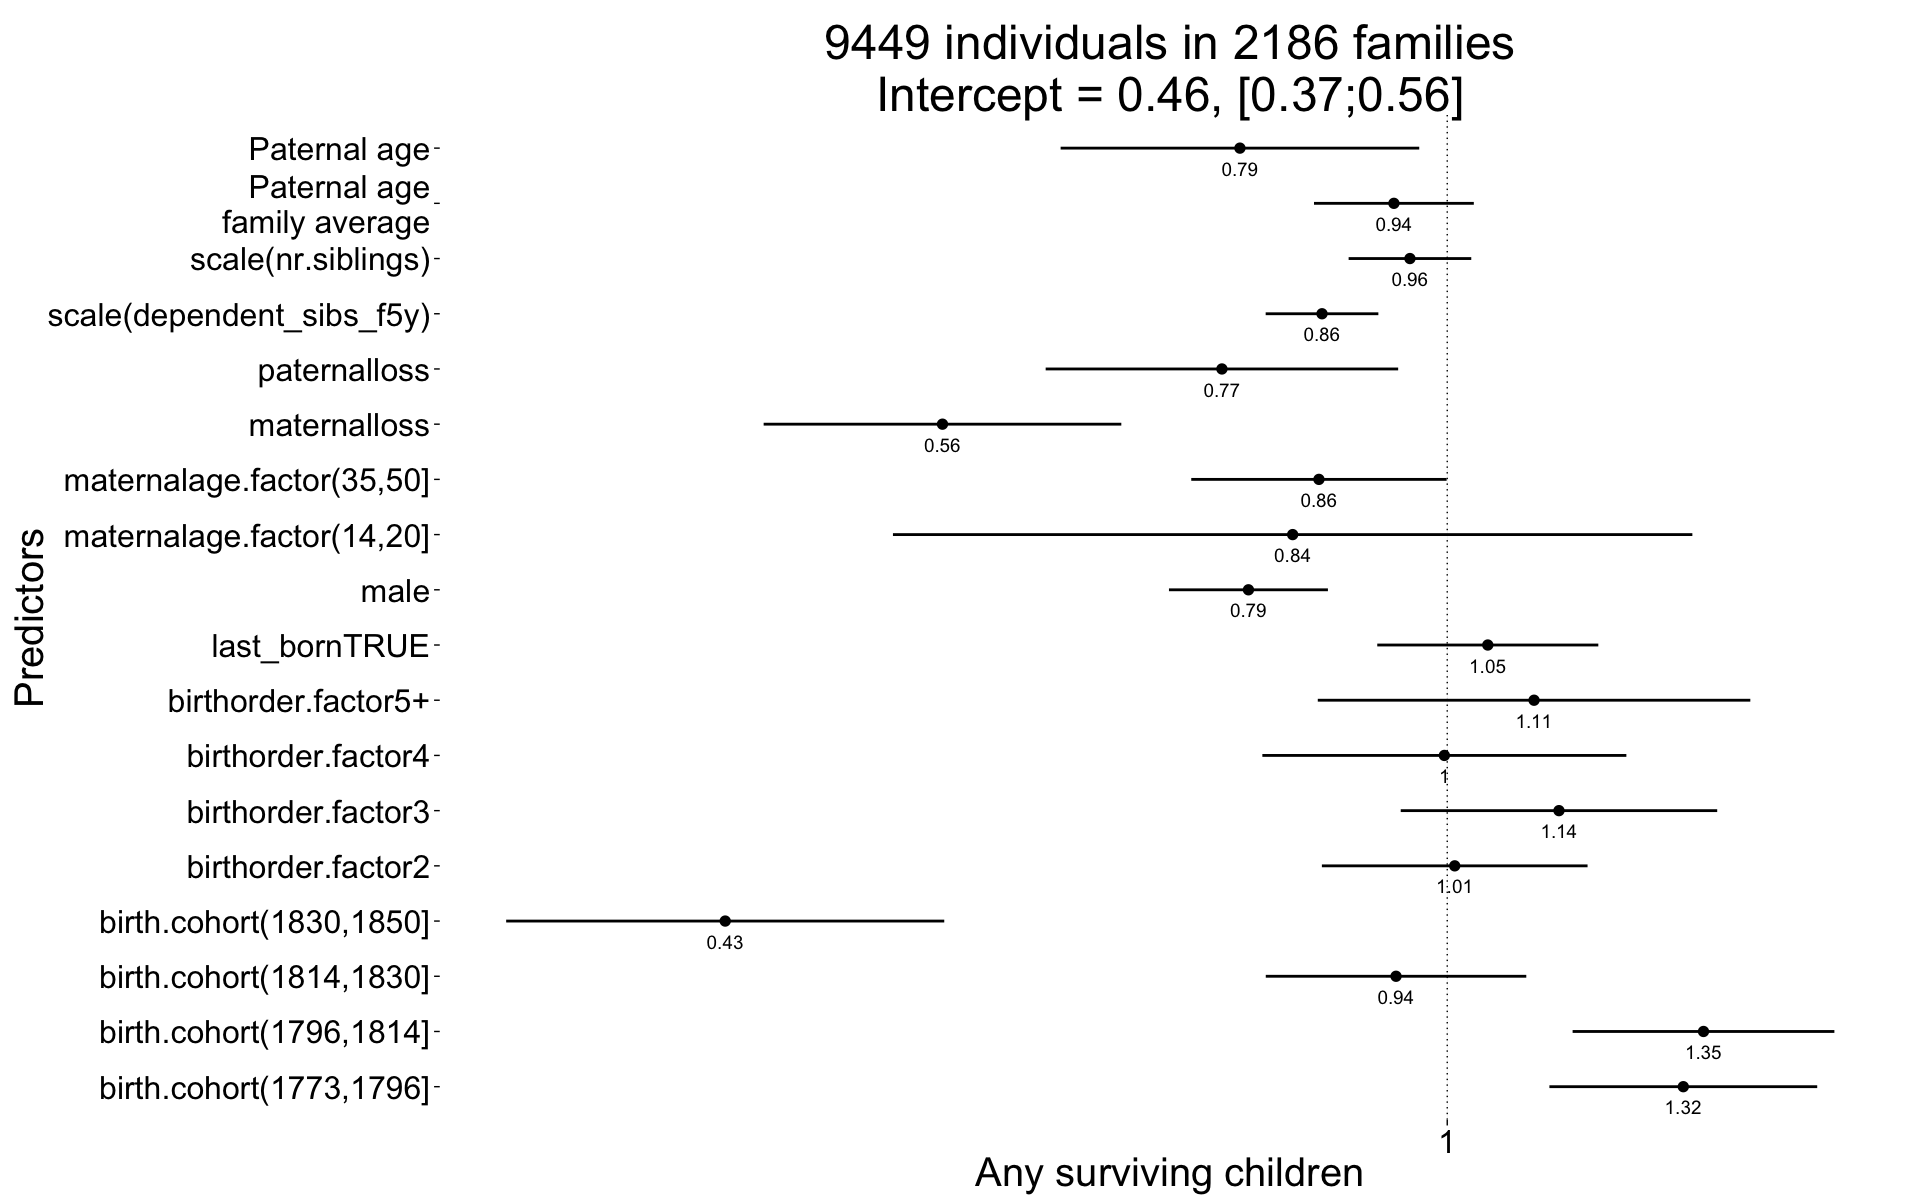 9449 individuals in 2186 families
Intercept = 0.46, [0.37;0.56]
Predictors
Paternal age
0.79
Paternal age
family average
0.94
scale(nr.siblings)
0.96
scale(dependent_sibs_f5y)
0.86
paternalloss
0.77
maternalloss
0.56
maternalage.factor(35,50]
0.86
maternalage.factor(14,20]
0.84
male
0.79
last_bornTRUE
1.05
birthorder.factor5+
1.11
birthorder.factor4
1
birthorder.factor3
1.14
birthorder.factor2
1.01
birth.cohort(1830,1850]
0.43
birth.cohort(1814,1830]
0.94
birth.cohort(1796,1814]
1.35
birth.cohort(1773,1796]
1.32
1
Any surviving children